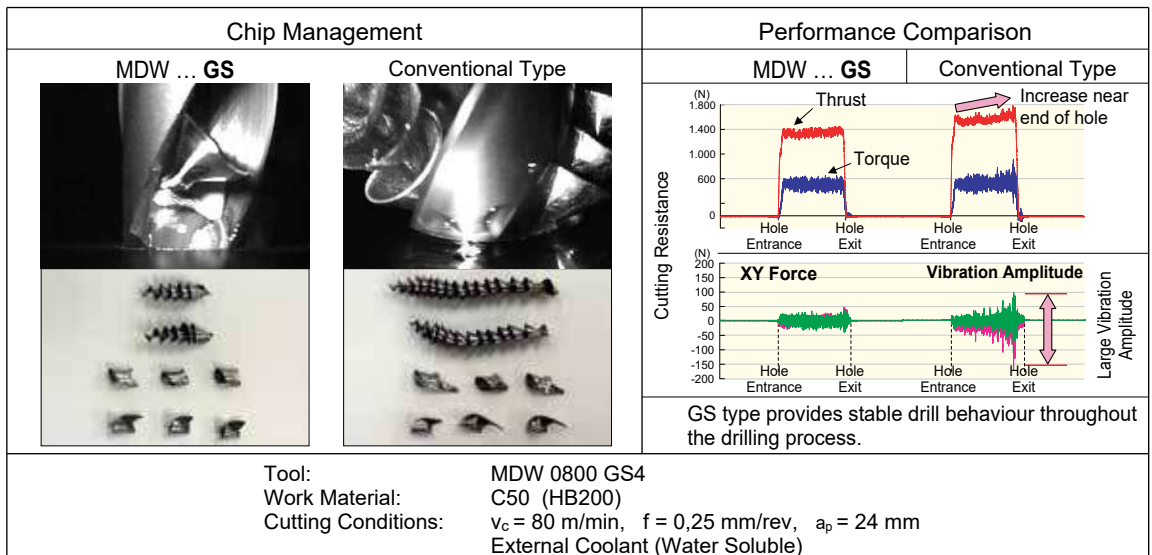 Chip Management
MDW ... GS
Conventional Type
Performance Comparison
MDW ... GS
Conventional Type
Cutting Resistance
(N)
1.800
1.400
1.000
600
0
Thrust
Torque
Increase near
end of hole
Hole
Entrance
Hole
Exit
Hole
Entrance
Hole
Exit
(N)
200
150
100
50
0
-50
-100
-150
-200
XY Force
Vibration Amplitude
Hole
Entrance
Hole
Exit
Hole
Entrance
Hole
Exit
Large Vibration
Amplitude
GS type provides stable drill behaviour throughout
the drilling process.
Tool: MDW 0800 GS4
Work Material: C50 (HB200)
Cutting Conditions: vc = 80 m/min, f = 0,25 mm/rev, ap = 24 mm
External Coolant (Water Soluble)